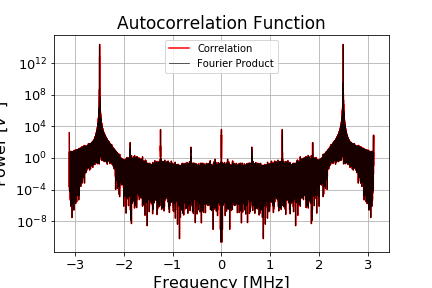 Autocorrelation Function
Correlation
Fourier Product
10^12
10^8
10^4
10^0
10^−4
10^−8
−3 −2 −1 0 1 2 3
Frequency [MHz]